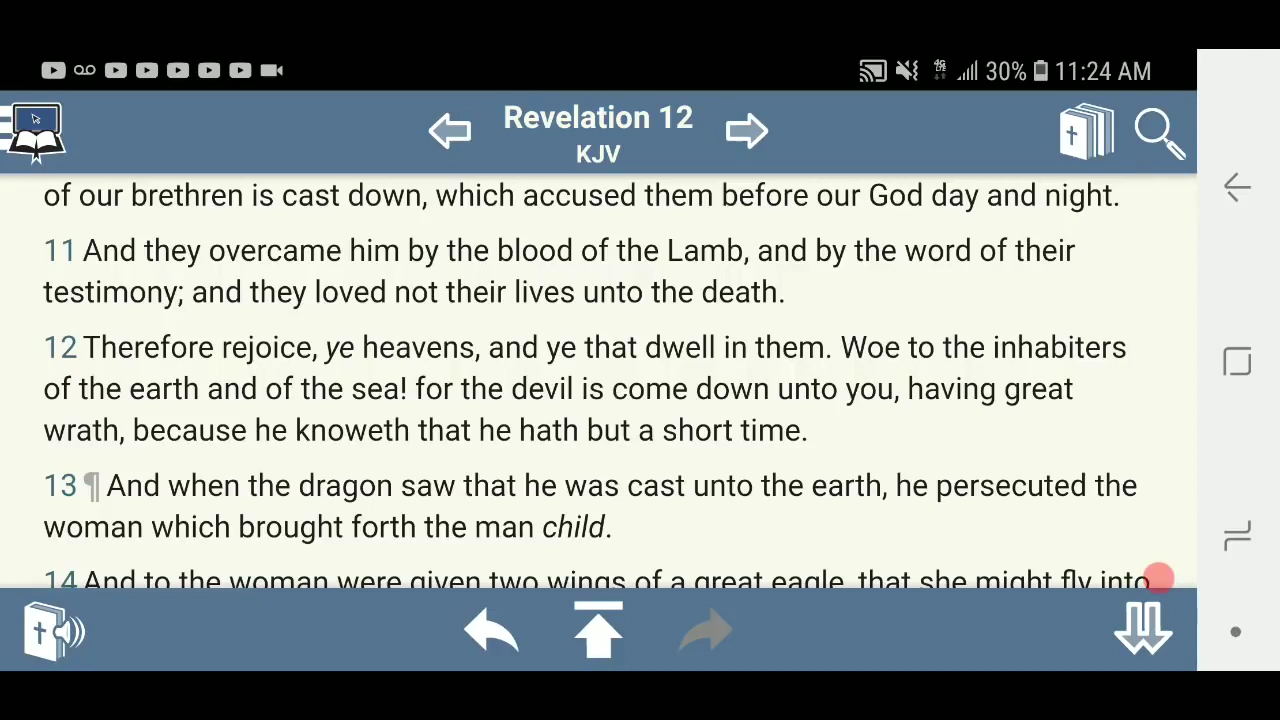 30% 11:24 AM
Revelation 12
KJV
of our brethren is cast down, which accused them before our God day and night.
11 And they overcame him by the blood of the Lamb, and by the word of their
testimony; and they loved not their lives unto the death.
12 Therefore rejoice, ye heavens, and ye that dwell in them. Woe to the inhabiters
of the earth and of the sea! for the devil is come down unto you, having great
wrath, because he knoweth that he hath but a short time.
13 ¶ And when the dragon saw that he was cast unto the earth, he persecuted the
woman which brought forth the man child.
14 And to the woman were given two wings of a great eagle, that she might fly into